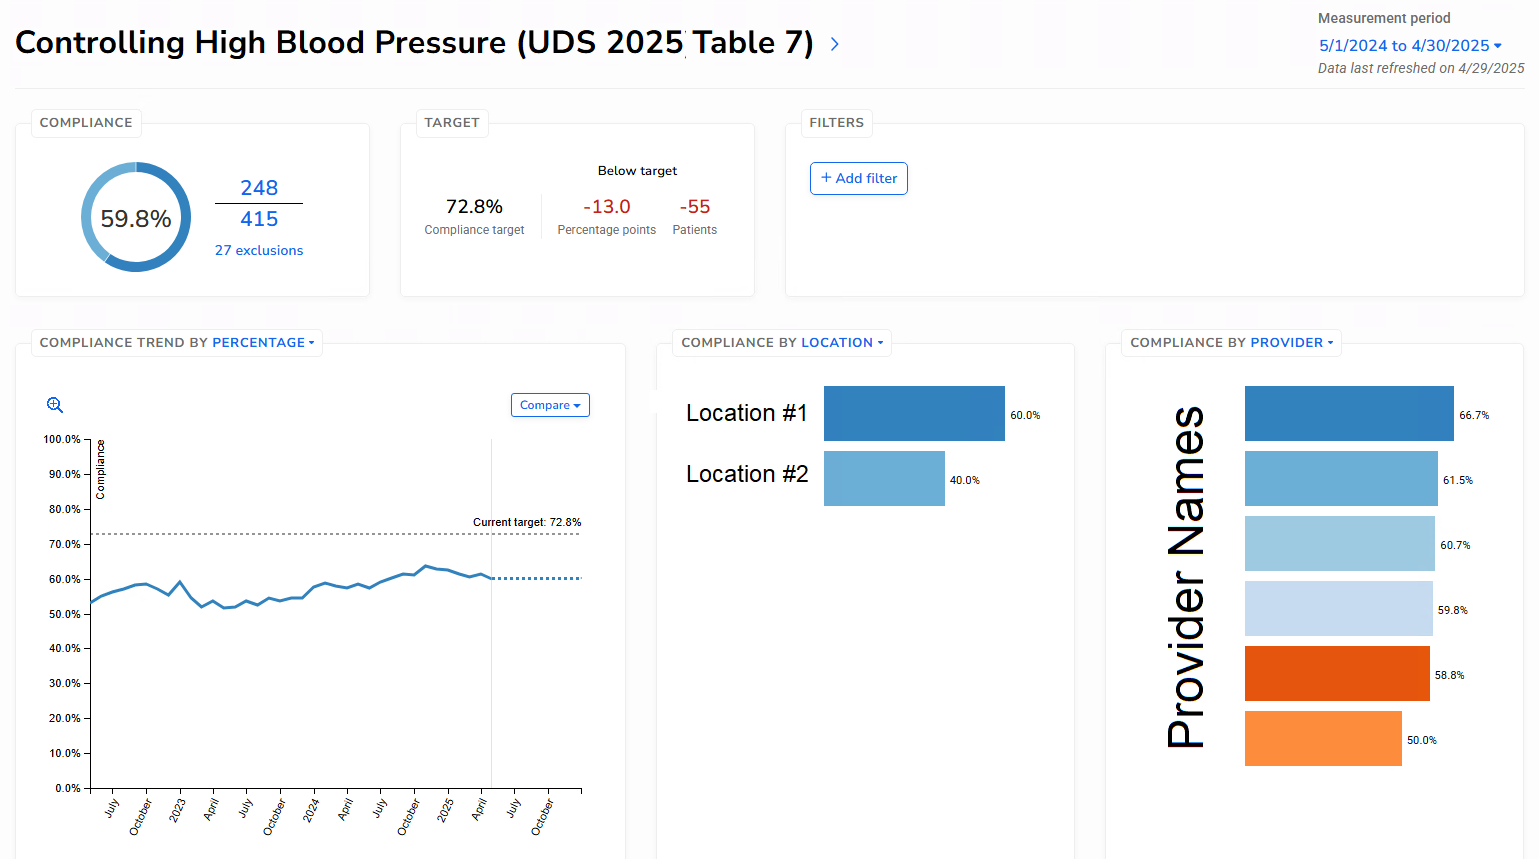 Controlling High Blood Pressure (UDS 2025 Table 7)
Measurement period
5/1/2024 to 4/30/2025
Data last refreshed on 4/29/2025
COMPLIANCE
59.8%
248
415
27 exclusions
TARGET
Below target
72.8%
Compliance target
-13.0
Percentage points
-55
Patients
FILTERS
+ Add filter
COMPLIANCE TREND BY PERCENTAGE
Compare
Compliance
100.0%
90.0%
80.0%
70.0%
60.0%
50.0%
40.0%
30.0%
20.0%
10.0%
0.0%
Current target: 72.8%
July
October
2023
April
July
October
2024
April
July
October
2025
April
July
October
COMPLIANCE BY LOCATION
Location #1
60.0%
Location #2
40.0%
COMPLIANCE BY PROVIDER
Provider Names
66.7%
61.5%
60.7%
59.8%
58.8%
50.0%